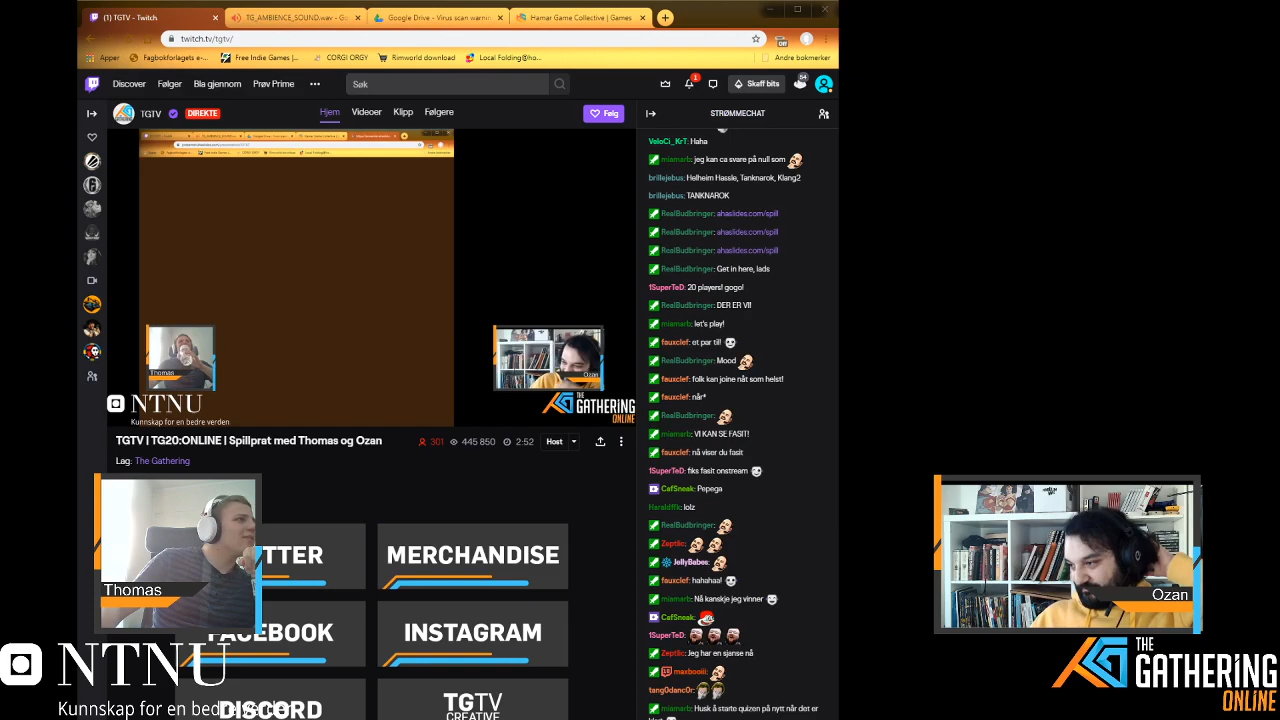 (1) TGTV - Twitch
TG_AMBIENCE_SOUND.wav - Go
Google Drive - Virus scan warni
Hamar Game Collective | Games
twitch.tv/tgtv/
Off
Apper
Fagbokforlagets e-...
Free Indie Games |...
CORGI ORGY
Rimworld download
Local Folding@ho...
Andre bokmerker
Discover
Følger
Bla gjennom
Prøv Prime
Søk
1
Skaff bits
54
TGTV
DIREKTE
Hjem
Videoer
Klipp
Følgere
Følg
STRØMMECHAT
VeloCi_KrT: Haha
miamarb: jeg kan ca svare på null som
brillejebus: Helheim Hassle, Tanknarok, Klang2
brillejebus: TANKNAROK
RealBudbringer: ahaslides.com/spill
RealBudbringer: ahaslides.com/spill
RealBudbringer: ahaslides.com/spill
RealBudbringer: Get in here, lads
1SuperTeD: 20 players! gogo!
RealBudbringer: DER ER VI!
miamarb: let's play!
fauxclef: et par til!
RealBudbringer: Mood
fauxclef: folk kan joine nåt som helst!
fauxclef: når*
RealBudbringer:
miamarb: VI KAN SE FASIT!
fauxclef: nå viser du fasit
1SuperTeD: fiks fasit onstream
CafSneak: Pepega
Haraldffi: lolz
RealBudbringer:
Zeptlic:
JellyBabes:
fauxclef: hahahaa!
miamarb: Nå kanskje jeg vinner
CafSneak:
1SuperTeD:
Zeptlic: Jeg har en sjanse nå
maxbooiii:
tang0danc0r:
miamarb: Husk å starte quizen på nytt når det er
Thomas
Ozan
NTNU
Kunnskap for en bedre verden
THE GATHERING ONLINE
TGTV | TG20:ONLINE | Spillprat med Thomas og Ozan
301
445 850
2:52
Host
Lag: The Gathering
TTER
MERCHANDISE
FACEBOOK
INSTAGRAM
DISCORD
TGTV
CREATIVE
Thomas
NTNU
Kunnskap for en bedre verden
Ozan
THE
GATHERING
ONLINE